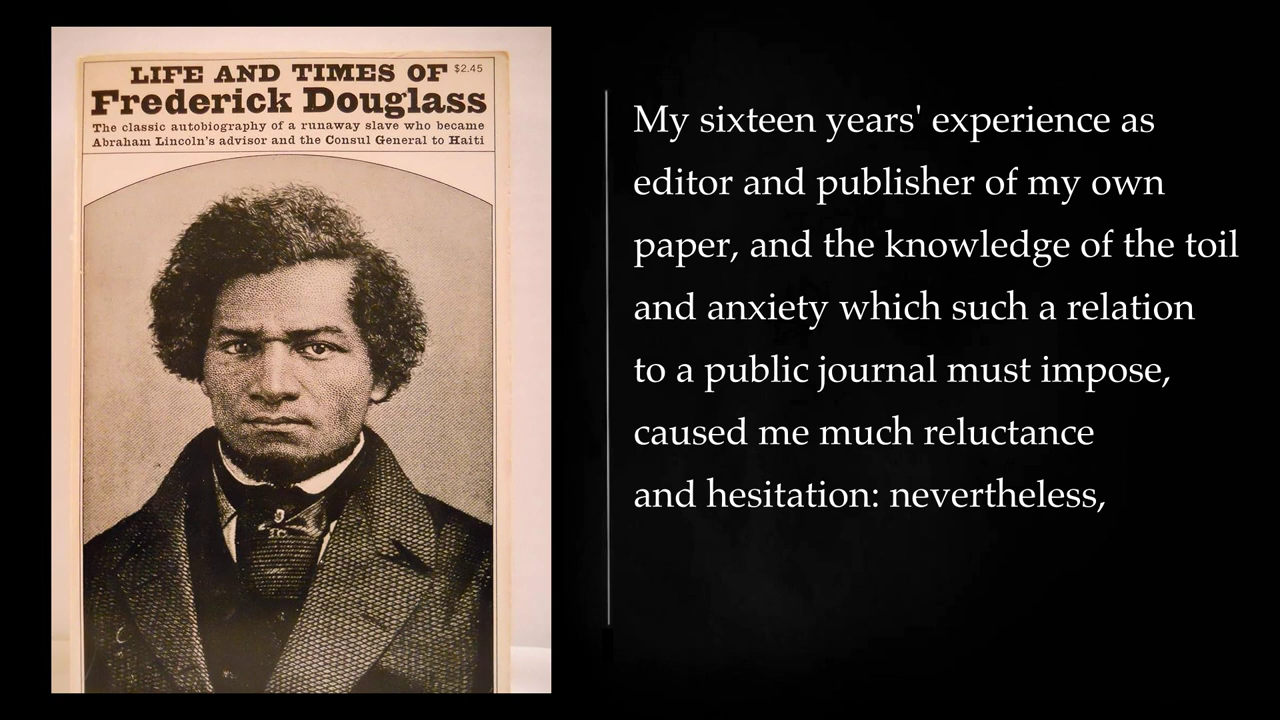 LIFE AND TIMES OF $2.45
Frederick Douglass
The classic autobiography of a runaway slave who became
Abraham Lincoln's advisor and the Consul General to Haiti
My sixteen years' experience as
editor and publisher of my own
paper, and the knowledge of the toil
and anxiety which such a relation
to a public journal must impose,
caused me much reluctance
and hesitation: nevertheless,